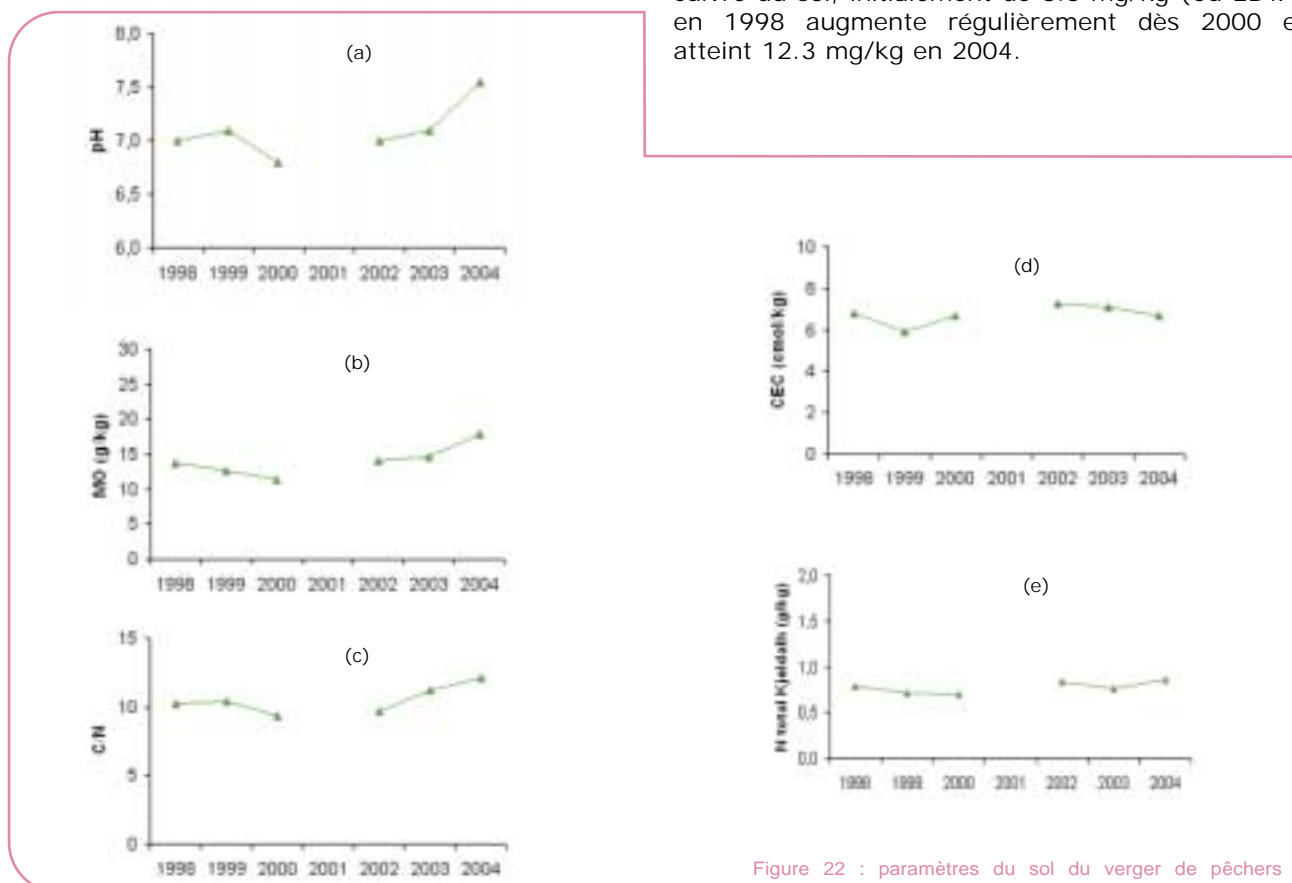 en 1998 augmente régulièrement dès 2000
atteint 12.3 mg/kg en 2004.
(a)
pH
8,0
7,5
7,0
6,5
6,0
1998 1999 2000 2001 2002 2003 2004
(b)
MO (g/kg)
30
25
20
15
10
5
0
1998 1999 2000 2001 2002 2003 2004
(c)
C/N
15
10
5
0
1998 1999 2000 2001 2002 2003 2004
(d)
CEC (cmol/kg)
10
8
6
4
2
0
1998 1999 2000 2001 2002 2003 2004
(e)
N total Kjeldalh (g/kg)
2,0
1,5
1,0
0,5
0,0
1998 1999 2000 2001 2002 2003 2004
Figure 22 : paramètres du sol du verger de pêchers